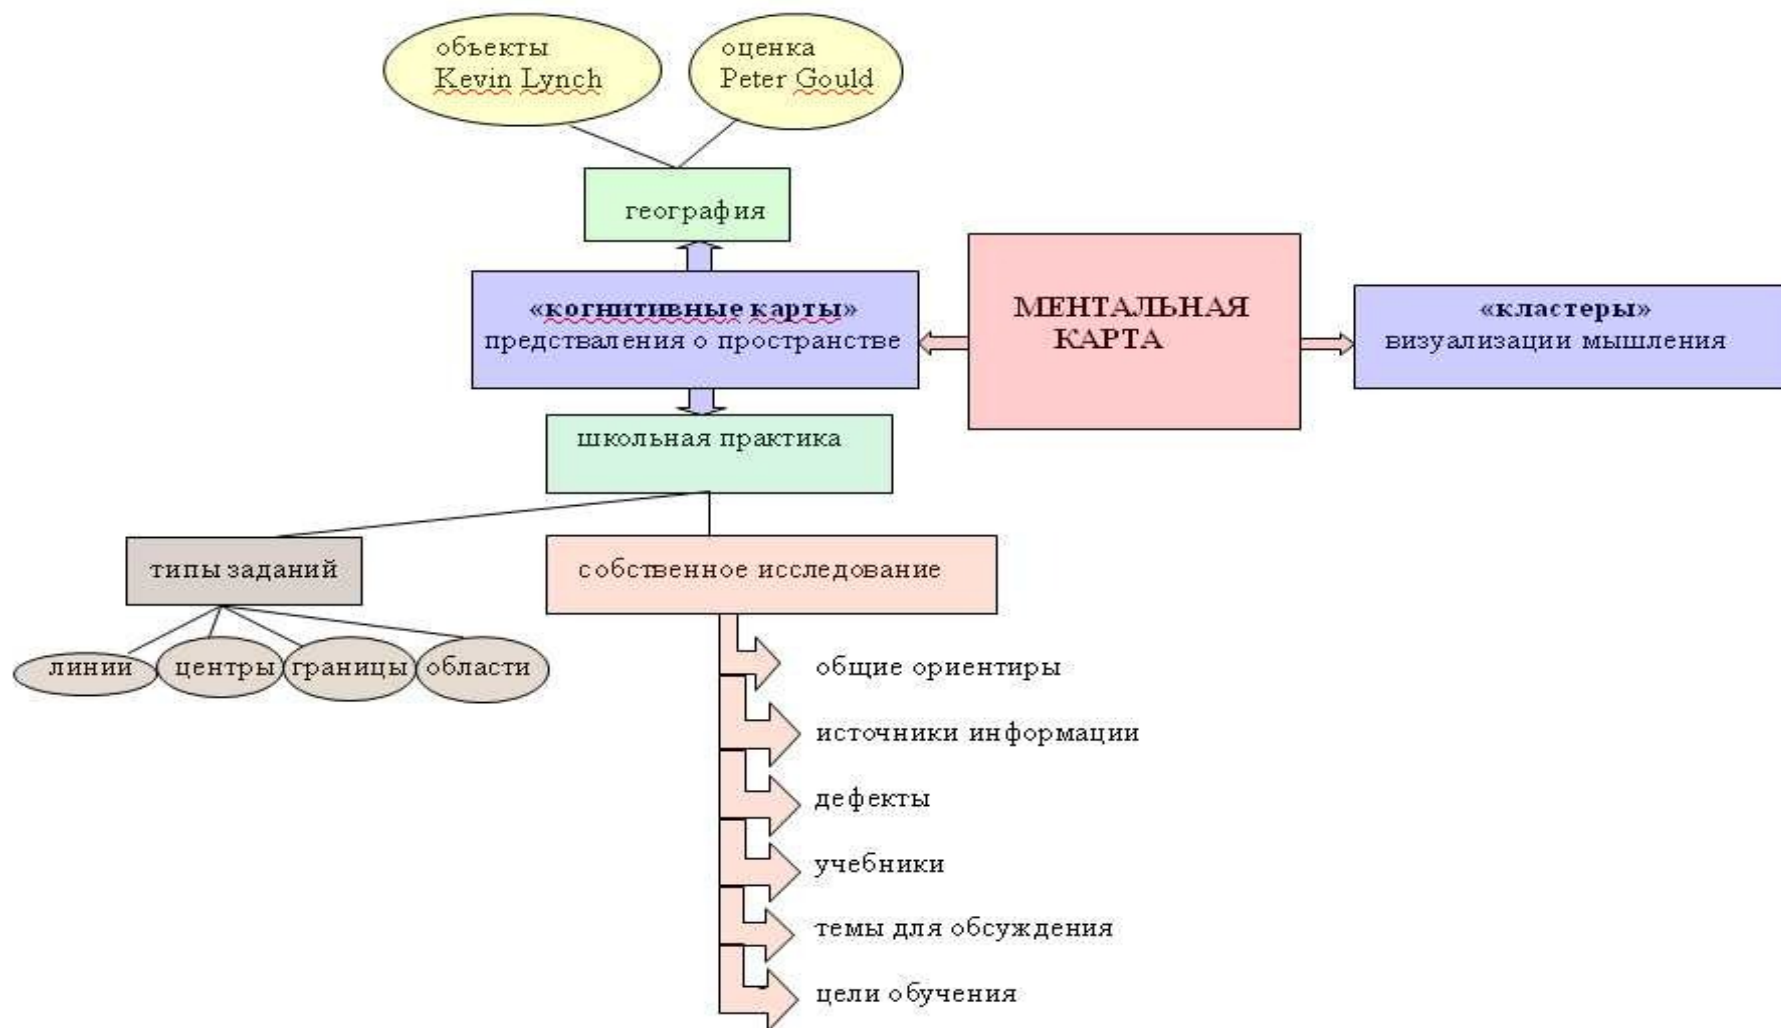 объекты
Kevin Lynch
оценка
Peter Gould
география
«когнитивные карты»
предстваления о пространстве
МЕНТАЛЬНАЯ
КАРТА
«кластеры»
визуализации мышления
школьная практика
типы заданий
собственное исследование
линии
центры
границы
области
общие ориентиры
источники информации
дефекты
учебники
темы для обсуждения
цели обучения